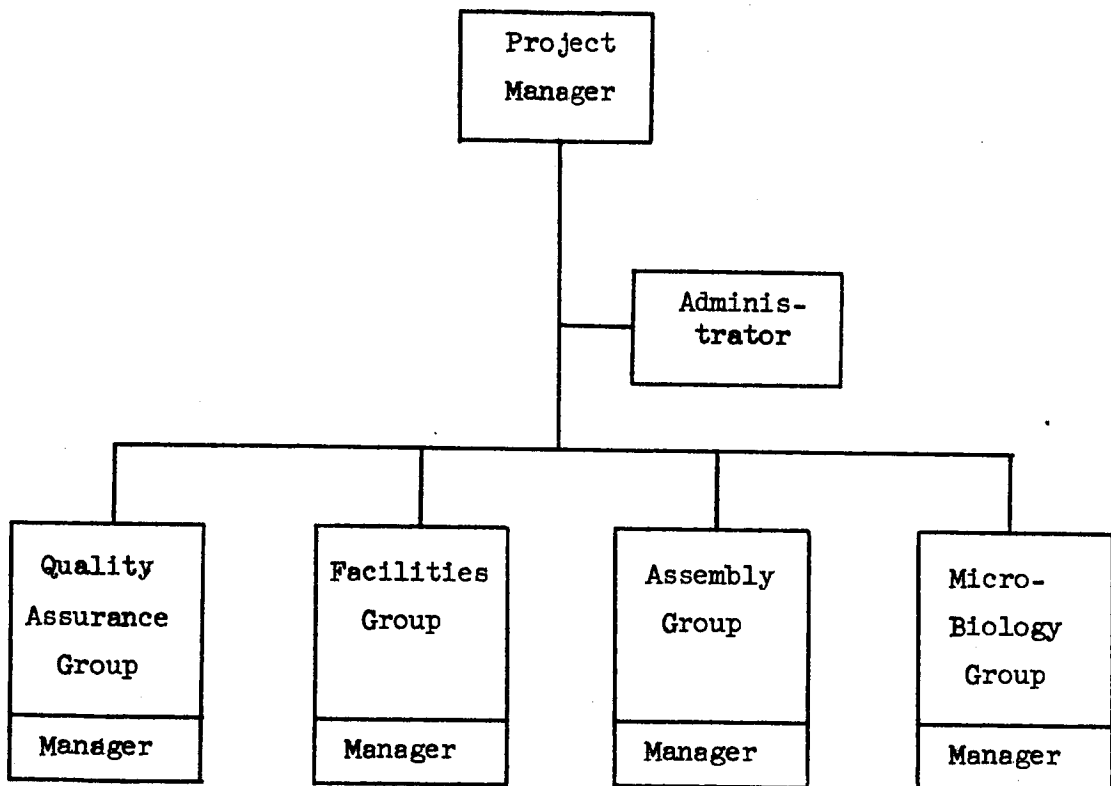 Project
Manager
Adminis-
trator
Quality
Assurance
Group
Manager
Facilities
Group
Manager
Assembly
Group
Manager
Micro-
Biology
Group
Manager